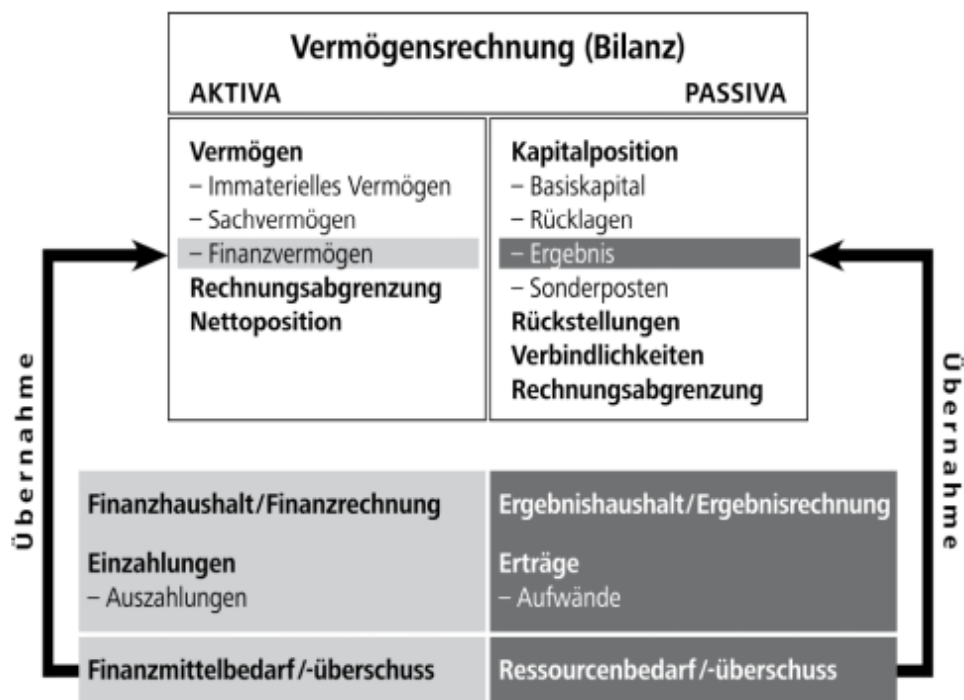 Vermögensrechnung (Bilanz)
AKTIVA
PASSIVA
Vermögen
– Immaterielles Vermögen
– Sachvermögen
– Finanzvermögen
Rechnungsabgrenzung
Nettoposition
Kapitalposition
– Basiskapital
– Rücklagen
– Ergebnis
– Sonderposten
Rückstellungen
Verbindlichkeiten
Rechnungsabgrenzung
Übernahme
Übernahme
Finanzhaushalt/Finanzrechnung
Einzahlungen
– Auszahlungen
Finanzmittelbedarf/-überschuss
Ergebnishaushalt/Ergebnisrechnung
Erträge
– Aufwände
Ressourcenbedarf/-überschuss